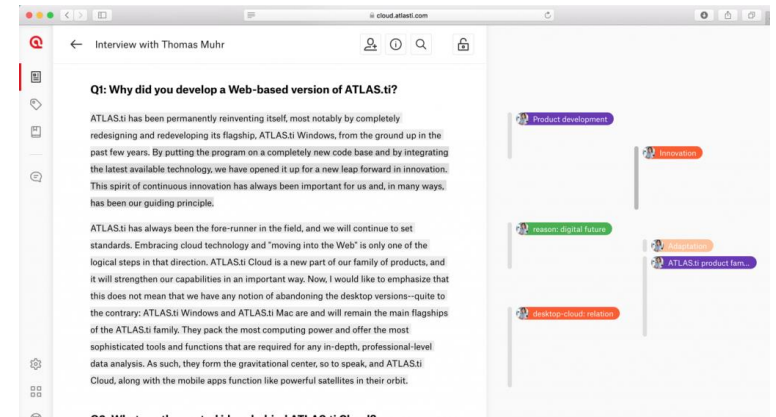 cloud.atlasti.com
Interview with Thomas Muhr
Q1: Why did you develop a Web-based version of ATLAS.ti?
ATLAS.ti has been permanently reinventing itself, most notably by completely
redesigning and redeveloping its flagship, ATLAS.ti Windows, from the ground up in the
past few years. By putting the program on a completely new code base and by integrating
the latest available technology, we have opened it up for a new leap forward in innovation.
This spirit of continuous innovation has always been important for us and, in many ways,
has been our guiding principle.
ATLAS.ti has always been the fore-runner in the field, and we will continue to set
standards. Embracing cloud technology and "moving into the Web" is only one of the
logical steps in that direction. ATLAS.ti Cloud is a new part of our family of products, and
it will strengthen our capabilities in an important way. Now, I would like to emphasize that
this does not mean that we have any notion of abandoning the desktop versions--quite to
the contrary: ATLAS.ti Windows and ATLAS.ti Mac are and will remain the main flagships
of the ATLAS.ti family. They pack the most computing power and offer the most
sophisticated tools and functions that are required for any in-depth, professional-level
data analysis. As such, they form the gravitational center, so to speak, and ATLAS.ti
Cloud, along with the mobile apps function like powerful satellites in their orbit.
Product development
Innovation
reason: digital future
Adaptation
ATLAS.ti product fam...
desktop-cloud: relation